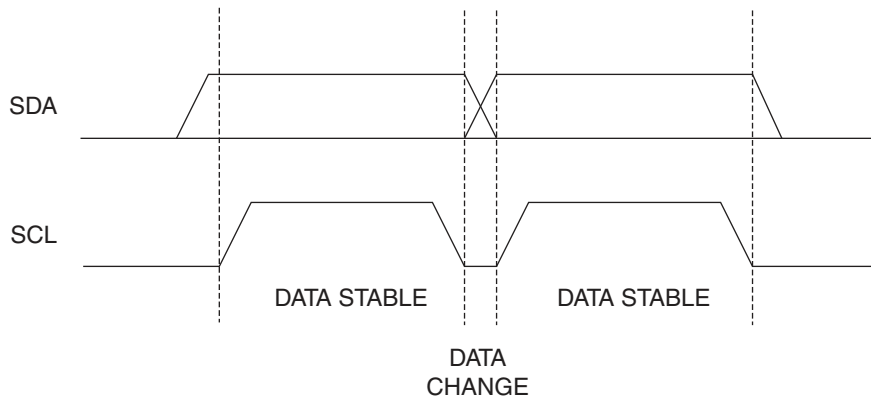 SDA
SCL
DATA STABLE
DATA STABLE
DATA
CHANGE